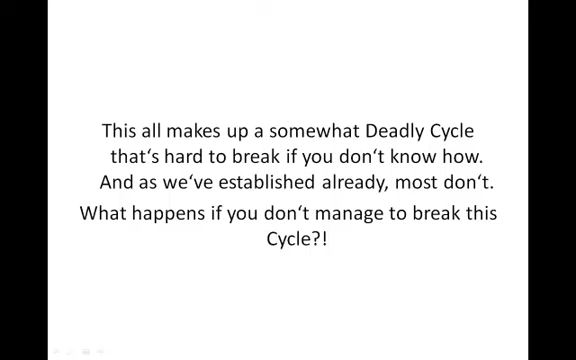 This all makes up a somewhat Deadly Cycle
that‘s hard to break if you don‘t know how.
And as we‘ve established already, most don‘t.
What happens if you don‘t manage to break this
Cycle?!